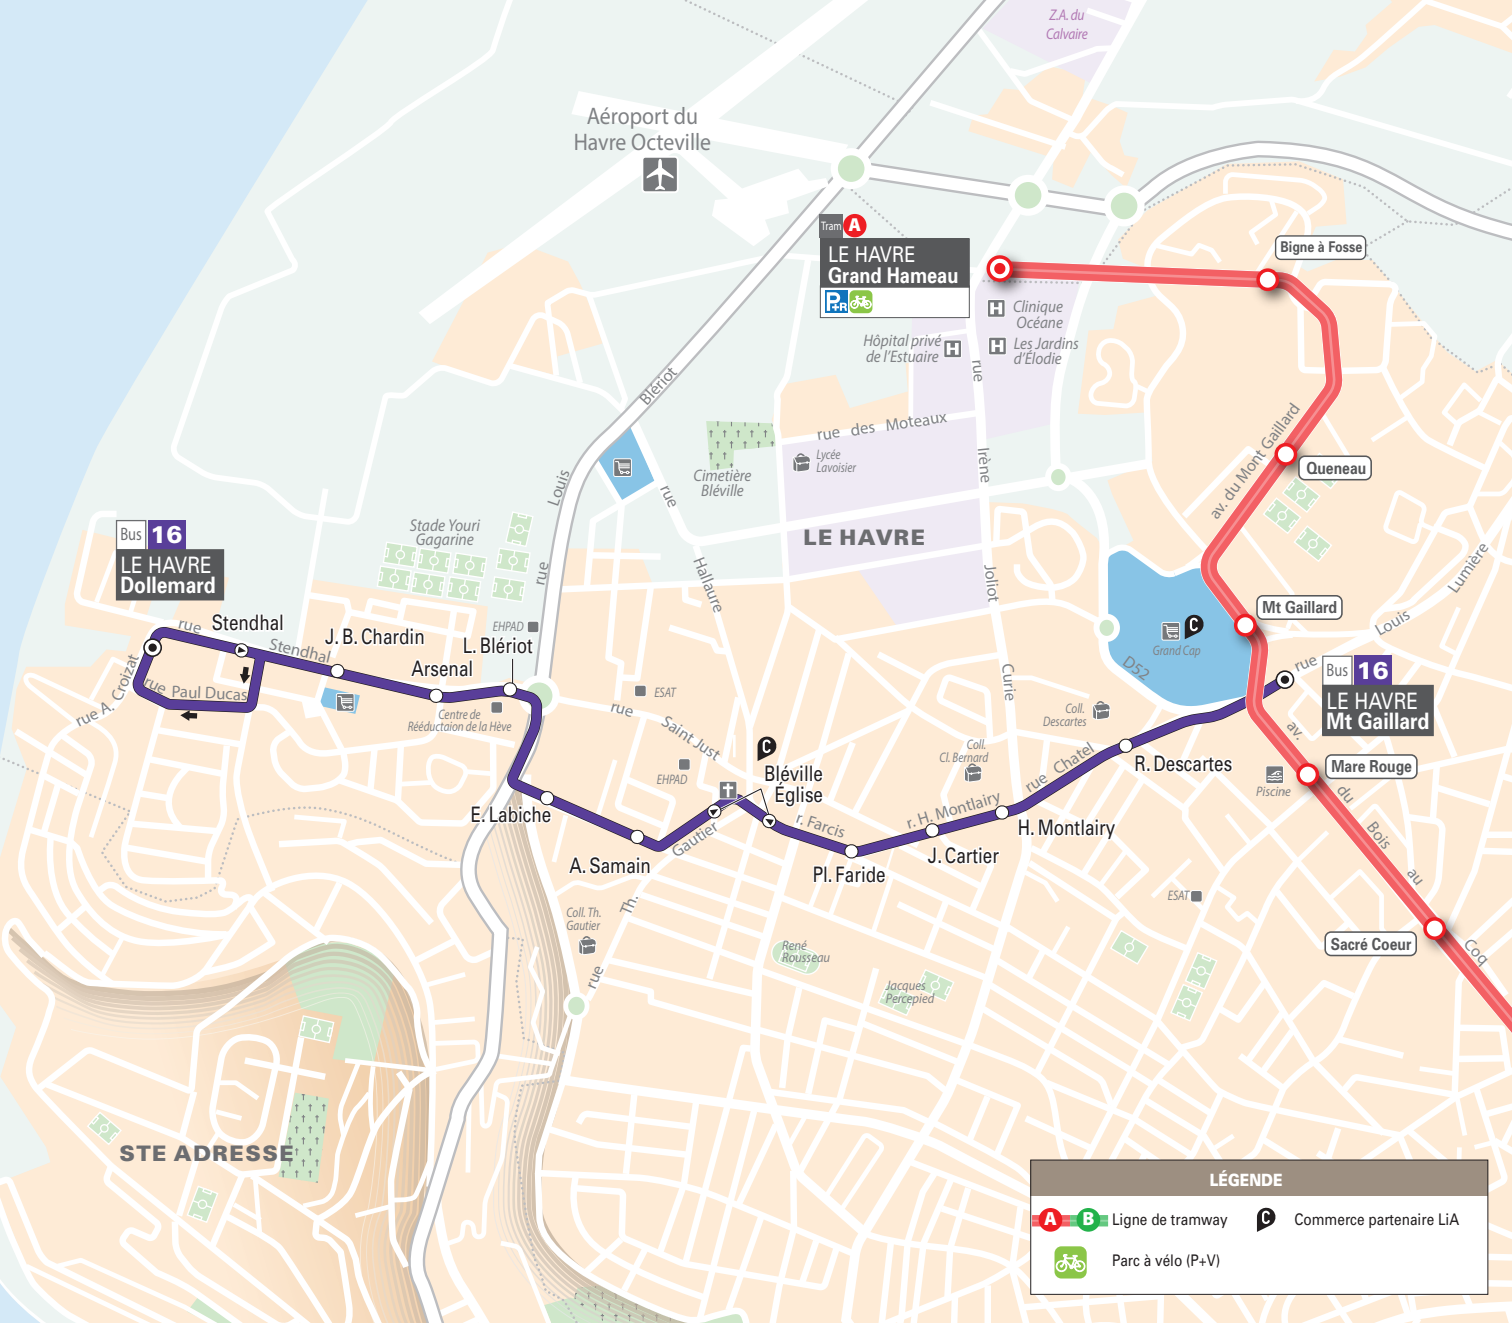 Z.A. du
Calvaire
Aéroport du
Havre Octeville
Tram A
LE HAVRE
Grand Hameau
P+R
Bigne à Fosse
Clinique
Océane
Hôpital privé
de l'Estuaire
Les Jardins
d'Élodie
H
H
H
rue
Irène
Joliot
Curie
rue Louis Blériot
rue des Moteaux
Lycée
Lavoisier
Cimetière
Bléville
av. du Mont Gaillard
Queneau
Stade Youri
Gagarine
rue
Hallaure
LE HAVRE
Bus 16
LE HAVRE
Dollemard
rue
Stendhal
Stendhal
J. B. Chardin
Arsenal
L. Blériot
EHPAD
rue A. Croizat
rue Paul Ducas
Centre de
Rééductaion de la Hève
ESAT
rue
Saint Just
EHPAD
C
Bléville
Église
Mt Gaillard
C
Grand Cap
D52
rue
Louis
Lumière
Bus 16
LE HAVRE
Mt Gaillard
Coll.
Descartes
Coll.
Cl. Bernard
rue Chatel
R. Descartes
av.
du
Bois
au
Coq
Mare Rouge
Piscine
E. Labiche
A. Samain
Gautier
r. Farcis
Pl. Faride
r. H. Montlairy
J. Cartier
H. Montlairy
ESAT
Sacré Coeur
Coll. Th.
Gautier
Th.
rue
René
Rousseau
Jacques
Percepied
STE ADRESSE
LÉGENDE
A B Ligne de tramway
C Commerce partenaire LiA
Parc à vélo (P+V)